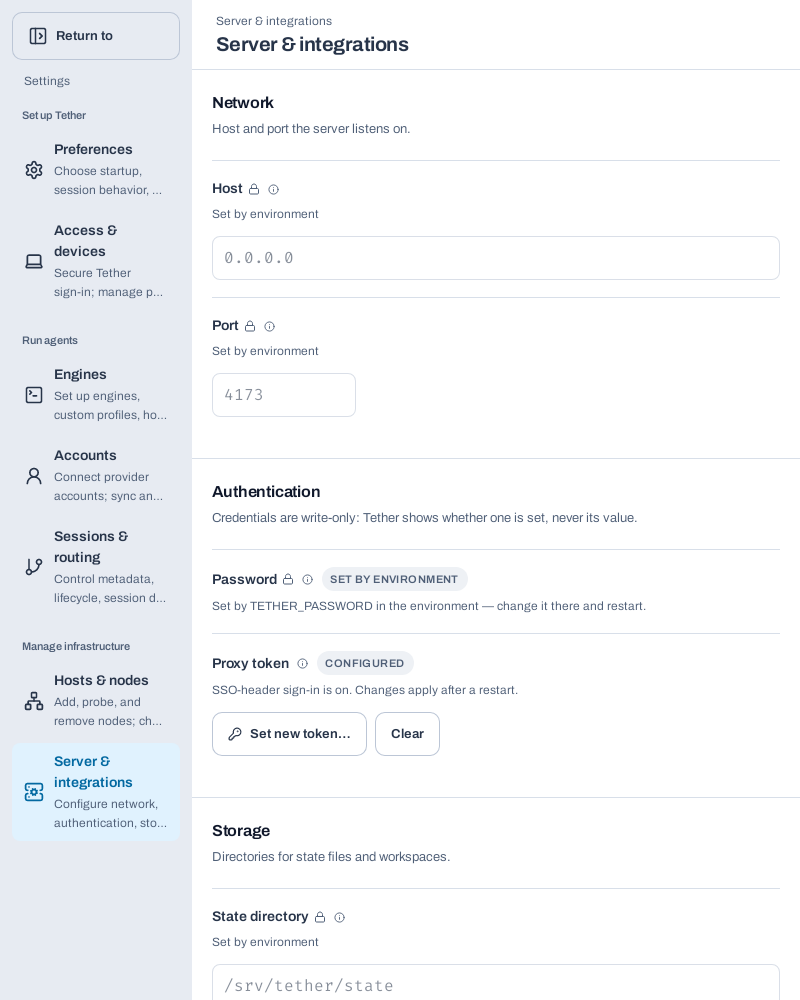 Return to
Settings
Set up Tether
Preferences
Choose startup,
session behavior, ...
Access &
devices
Secure Tether
sign-in; manage p...
Run agents
Engines
Set up engines,
custom profiles, ho...
Accounts
Connect provider
accounts; sync an...
Sessions &
routing
Control metadata,
lifecycle, session d...
Manage infrastructure
Hosts & nodes
Add, probe, and
remove nodes; ch...
Server &
integrations
Configure network,
authentication, sto...
Server & integrations
Server & integrations
Network
Host and port the server listens on.
Host
Set by environment
0.0.0.0
Port
Set by environment
4173
Authentication
Credentials are write-only: Tether shows whether one is set, never its value.
Password SET BY ENVIRONMENT
Set by TETHER_PASSWORD in the environment — change it there and restart.
Proxy token CONFIGURED
SSO-header sign-in is on. Changes apply after a restart.
Set new token... Clear
Storage
Directories for state files and workspaces.
State directory
Set by environment
/srv/tether/state